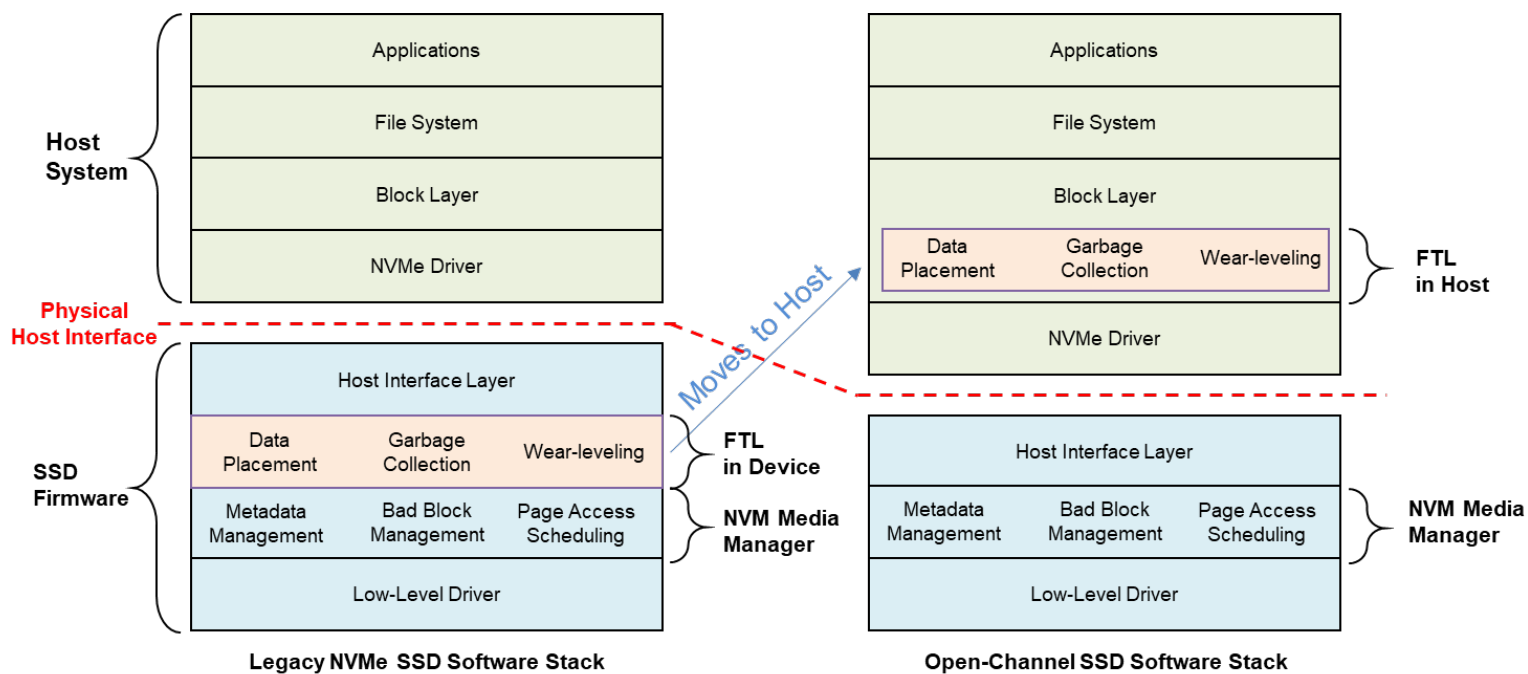 Applications
File System
Block Layer
NVMe Driver
Host
System
Physical
Host Interface
Host Interface Layer
Data
Placement
Garbage
Collection
Wear-leveling
FTL
in Device
SSD
Firmware
Metadata
Management
Bad Block
Management
Page Access
Scheduling
NVM Media
Manager
Low-Level Driver
Legacy NVMe SSD Software Stack
Moves to Host
Applications
File System
Block Layer
Data
Placement
Garbage
Collection
Wear-leveling
FTL
in Host
NVMe Driver
Host Interface Layer
Metadata
Management
Bad Block
Management
Page Access
Scheduling
NVM Media
Manager
Low-Level Driver
Open-Channel SSD Software Stack